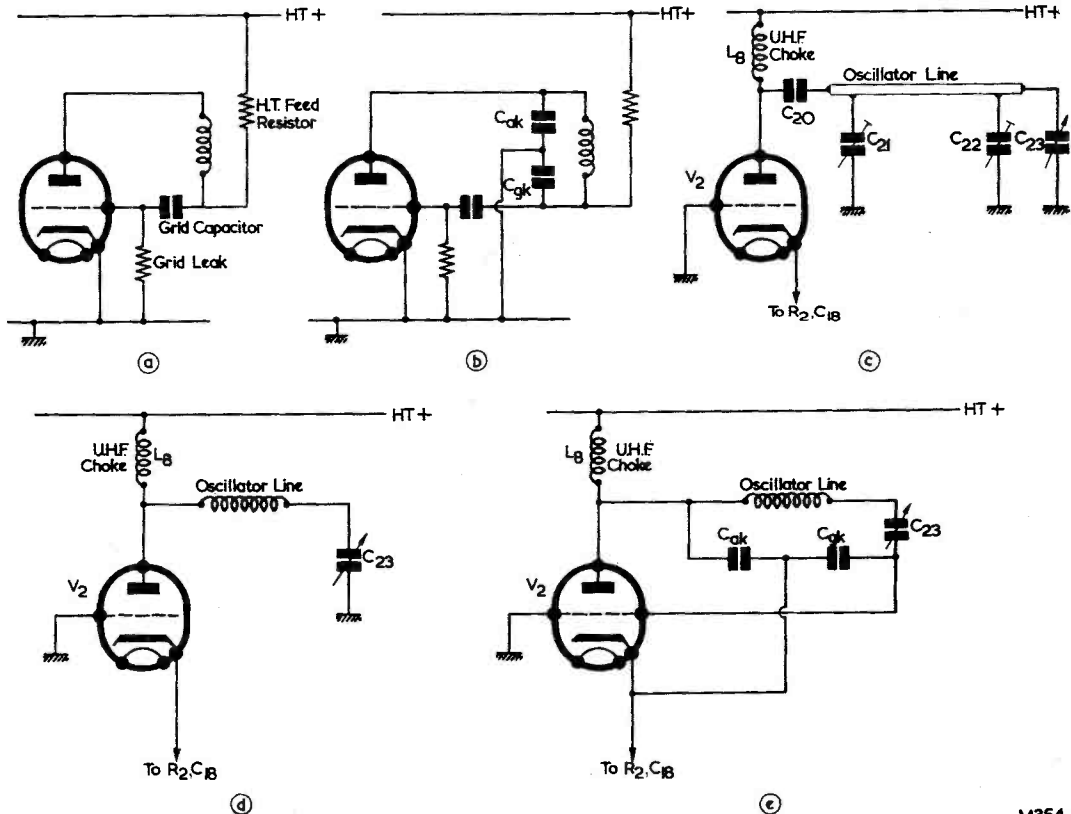 HT+
H.T. Feed
Resistor
Grid Capacitor
Grid Leak
a
HT+
Cak
Cgk
b
HT+
L8
U.H.F.
Choke
Oscillator Line
C20
C21
C22
C23
V2
To R2,C18
c
HT+
U.H.F.
Choke
L8
Oscillator Line
C23
V2
To R2,C18
d
HT+
L8
U.H.F.
Choke
Oscillator Line
Cak
Cgk
C23
V2
To R2,C18
e
M354